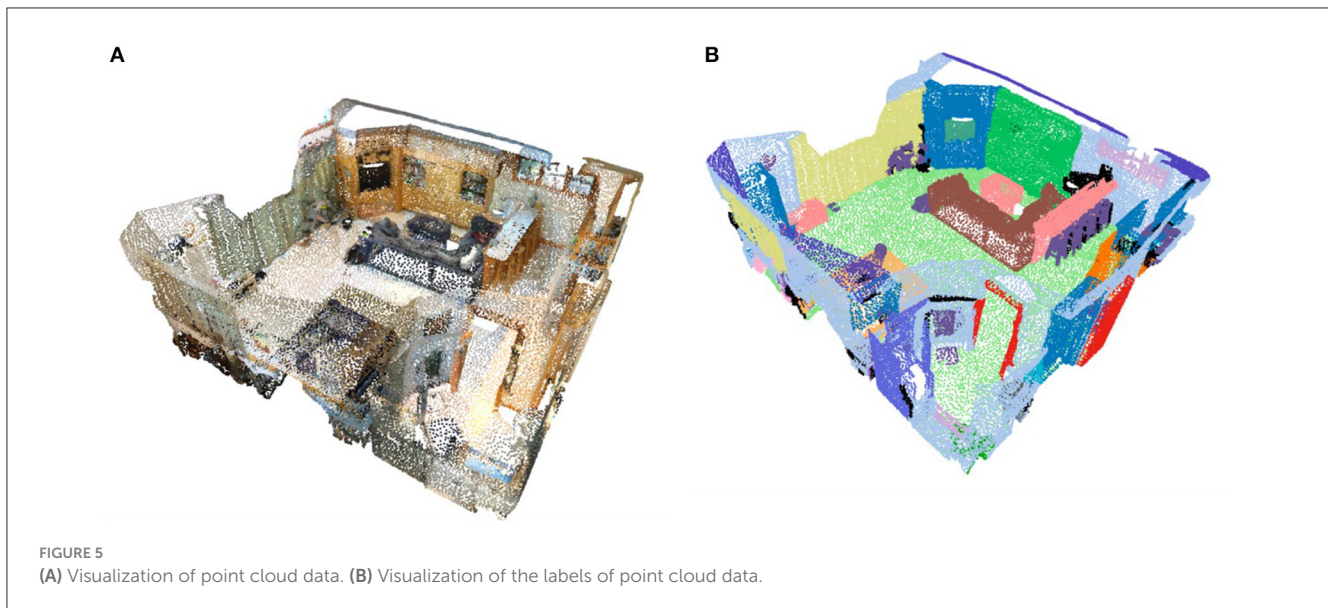 A
B
FIGURE 5
(A) Visualization of point cloud data. (B) Visualization of the labels of point cloud data.